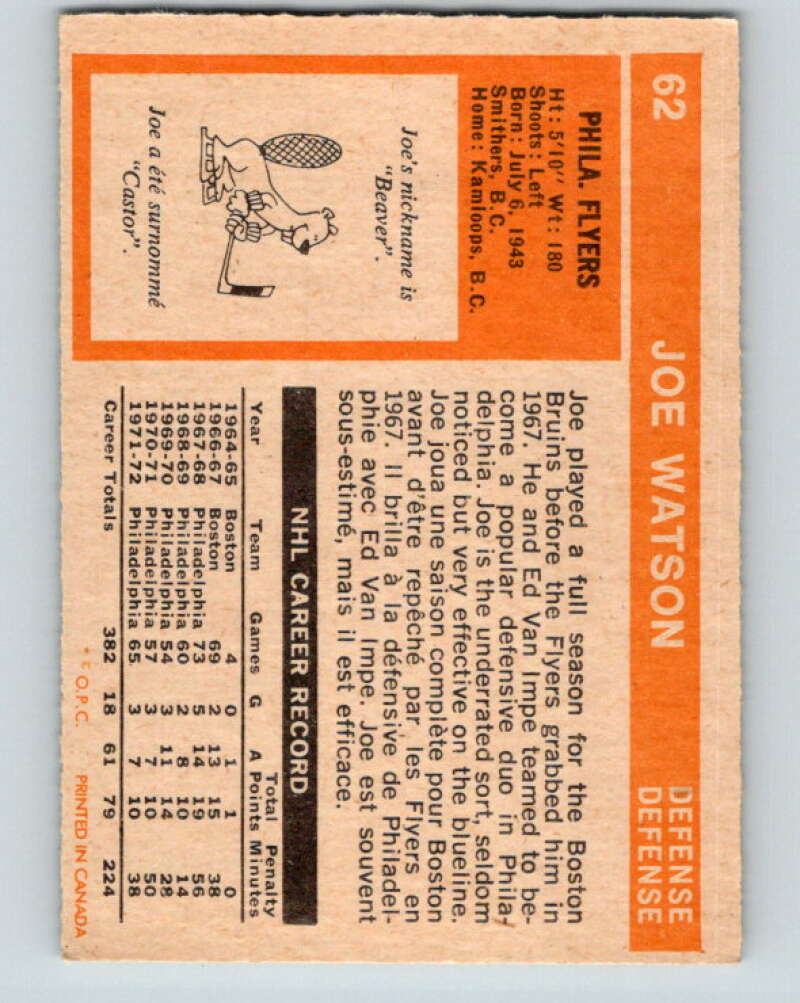 62
JOE WATSON
DEFENSE
DEFENSE
PHILA. FLYERS
Ht: 5'10" Wt: 180
Shoots: Left
Born: July 6, 1943
Smithers, B.C.
Home: Kamloops, B.C.
Joe's nickname is
"Beaver".
Joe a été surnommé
"Castor".
Joe played a full season for the Boston
Bruins before the Flyers grabbed him in
1967. He and Ed Van Impe teamed to be-
come a popular defensive duo in Phila-
delphia. Joe is the underrated sort, seldom
noticed but very effective on the blueline.
Joe joua une saison complète pour Boston
avant d'être repêché par les Flyers en
1967. Il brilla à la défensive de Philadel-
phie avec Ed Van Impe. Joe est souvent
sous-estimé, mais il est efficace.
NHL CAREER RECORD
Total Penalty
Year Team Games G A Points Minutes
1964-65 Boston 4 0 1 1 0
1966-67 Boston 69 2 13 15 38
1967-68 Philadelphia 73 5 14 19 56
1968-69 Philadelphia 60 2 8 10 14
1969-70 Philadelphia 54 3 11 14 28
1970-71 Philadelphia 57 3 7 10 50
1971-72 Philadelphia 65 3 7 10 38
Career Totals 382 18 61 79 224
* © O.P.C. PRINTED IN CANADA